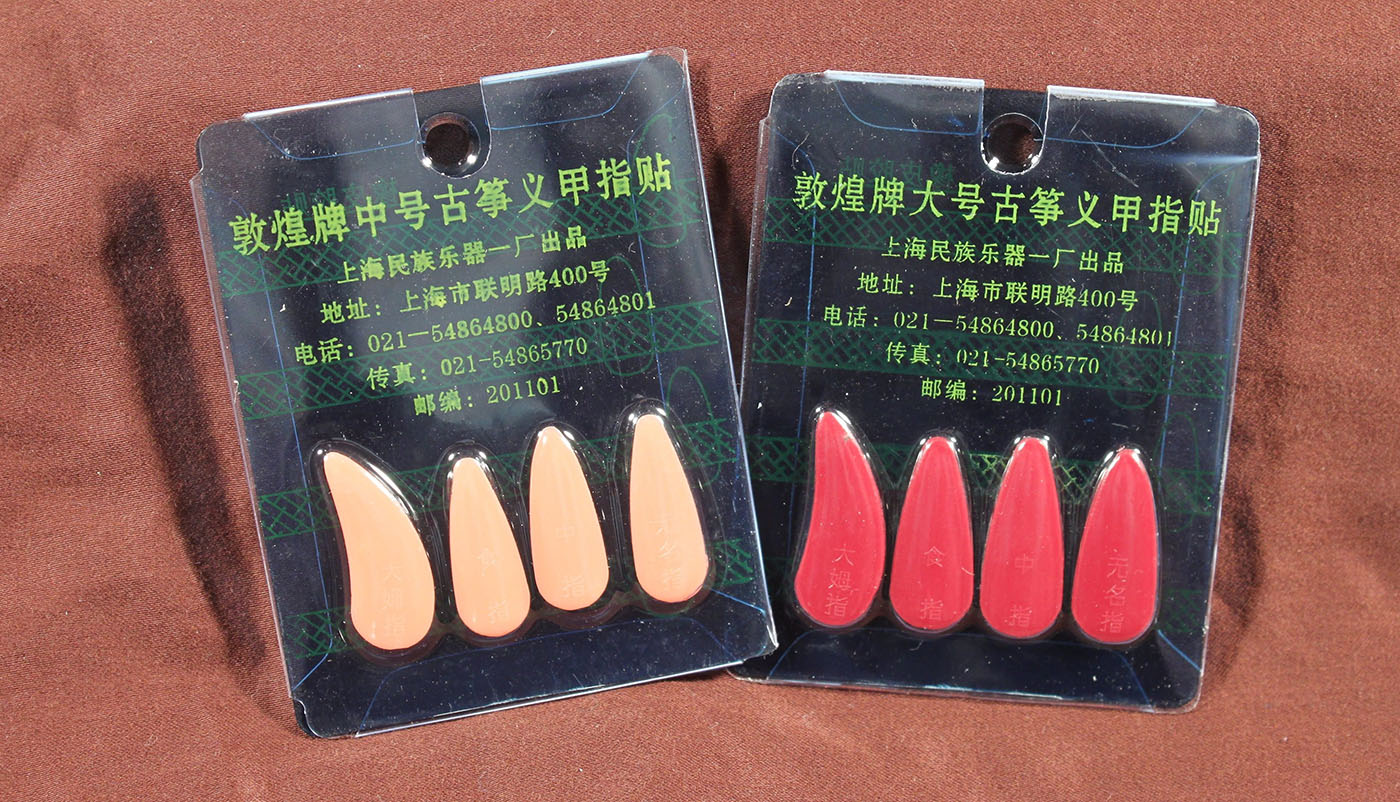 敦煌牌中号古筝义甲指贴
上海民族乐器一厂出品
地址：上海市联明路400号
电话：021—54864800、54864801
传真：021-54865770
邮编：201101
大姆指
食指
中指
无名指
敦煌牌大号古筝义甲指贴
上海民族乐器一厂出品
地址：上海市联明路400号
电话：021—54864800、54864801
传真：021-54865770
邮编：201101
大姆指
食指
中指
无名指